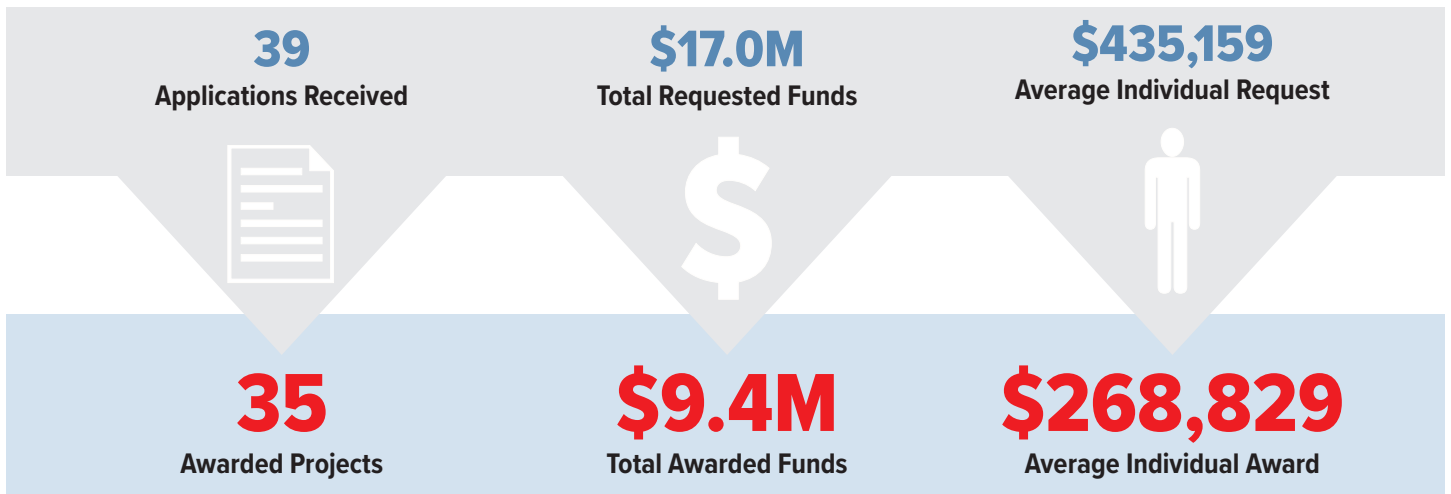 39
Applications Received
$17.0M
Total Requested Funds
$435,159
Average Individual Request
$
35
Awarded Projects
$9.4M
Total Awarded Funds
$268,829
Average Individual Award